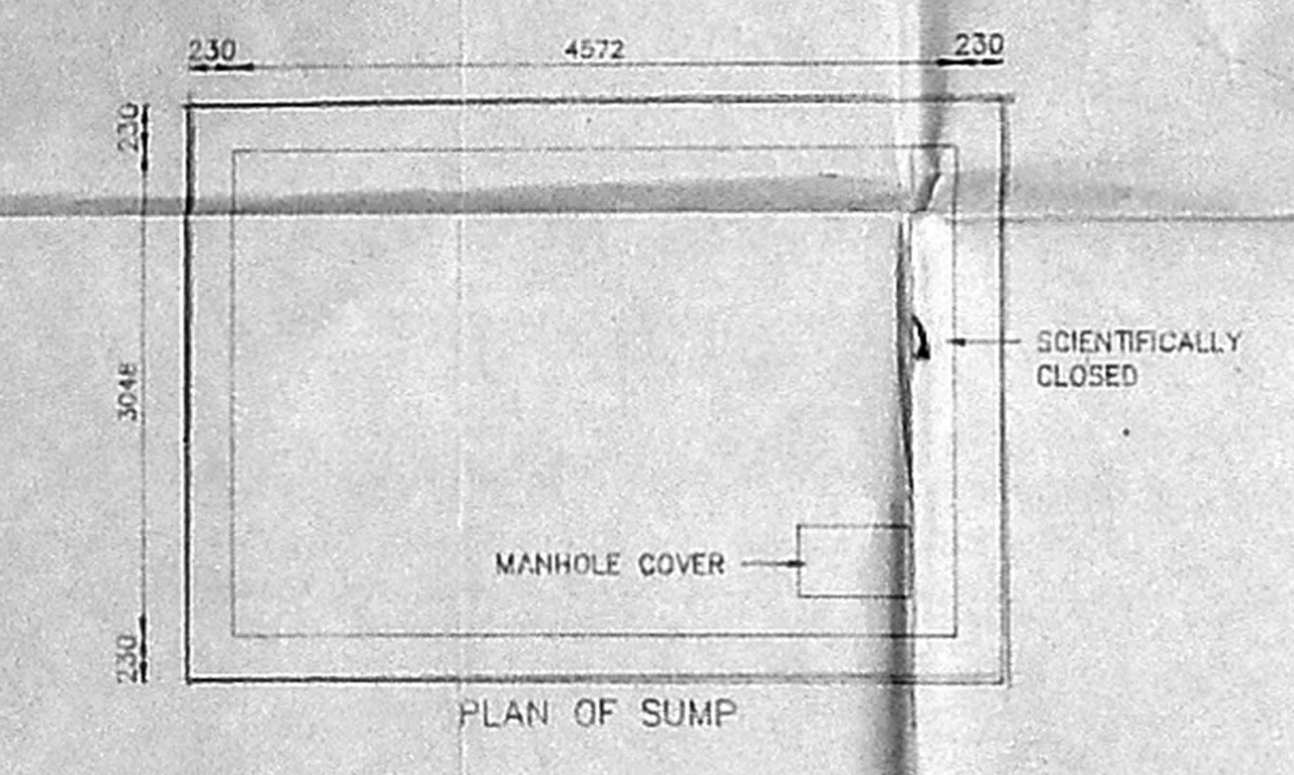 230 4572 230
230
3048
230
SCIENTIFICALLY
CLOSED
MANHOLE COVER
PLAN OF SUMP